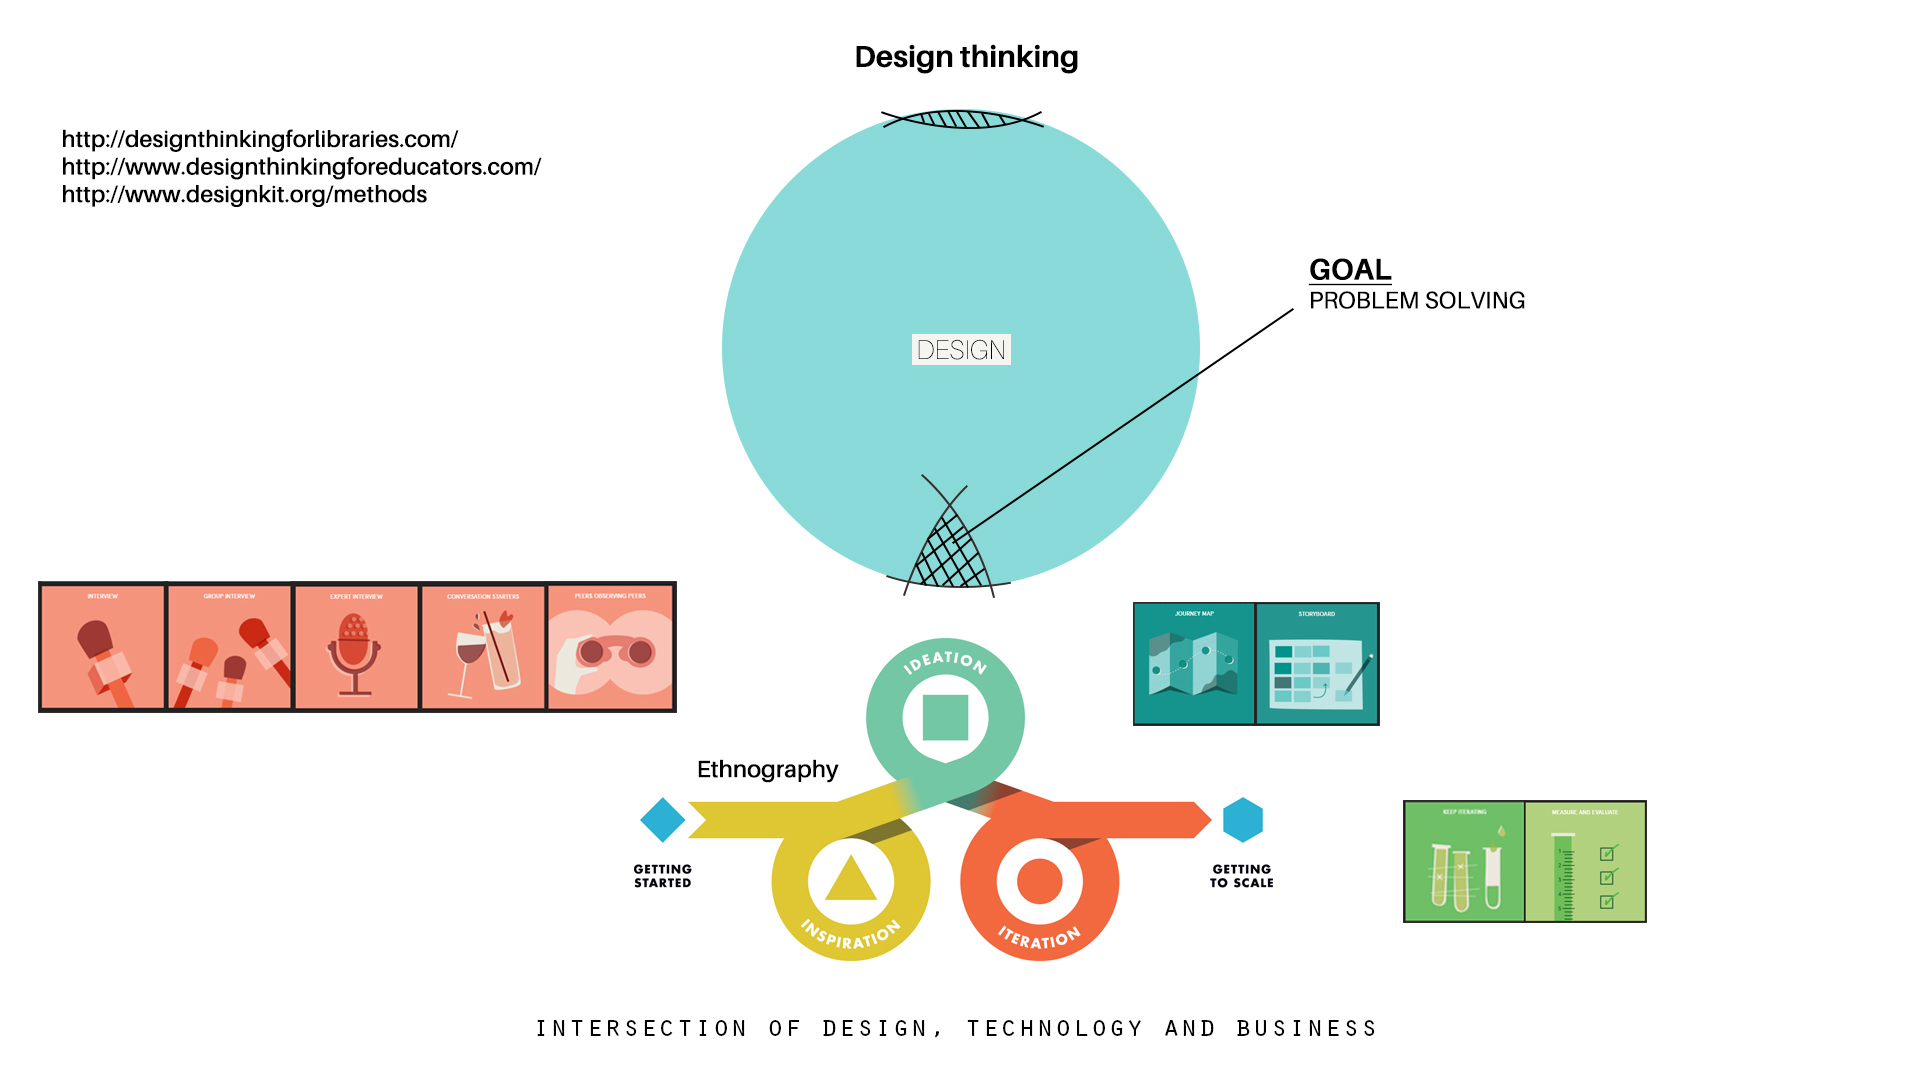 Design thinking
http://designthinkingforlibraries.com/
http://www.designthinkingforeducators.com/
http://www.designkit.org/methods
GOAL
PROBLEM SOLVING
DESIGN
INTERVIEW
GROUP INTERVIEW
EXPERT INTERVIEW
CONVERSATION STARTERS
PEERS OBSERVING PEERS
JOURNEY MAP
STORYBOARD
IDEATION
Ethnography
GETTING
STARTED
INSPIRATION
ITERATION
GETTING
TO SCALE
KEEP ITERATING
MEASURE AND EVALUATE
INTERSECTION OF DESIGN, TECHNOLOGY AND BUSINESS